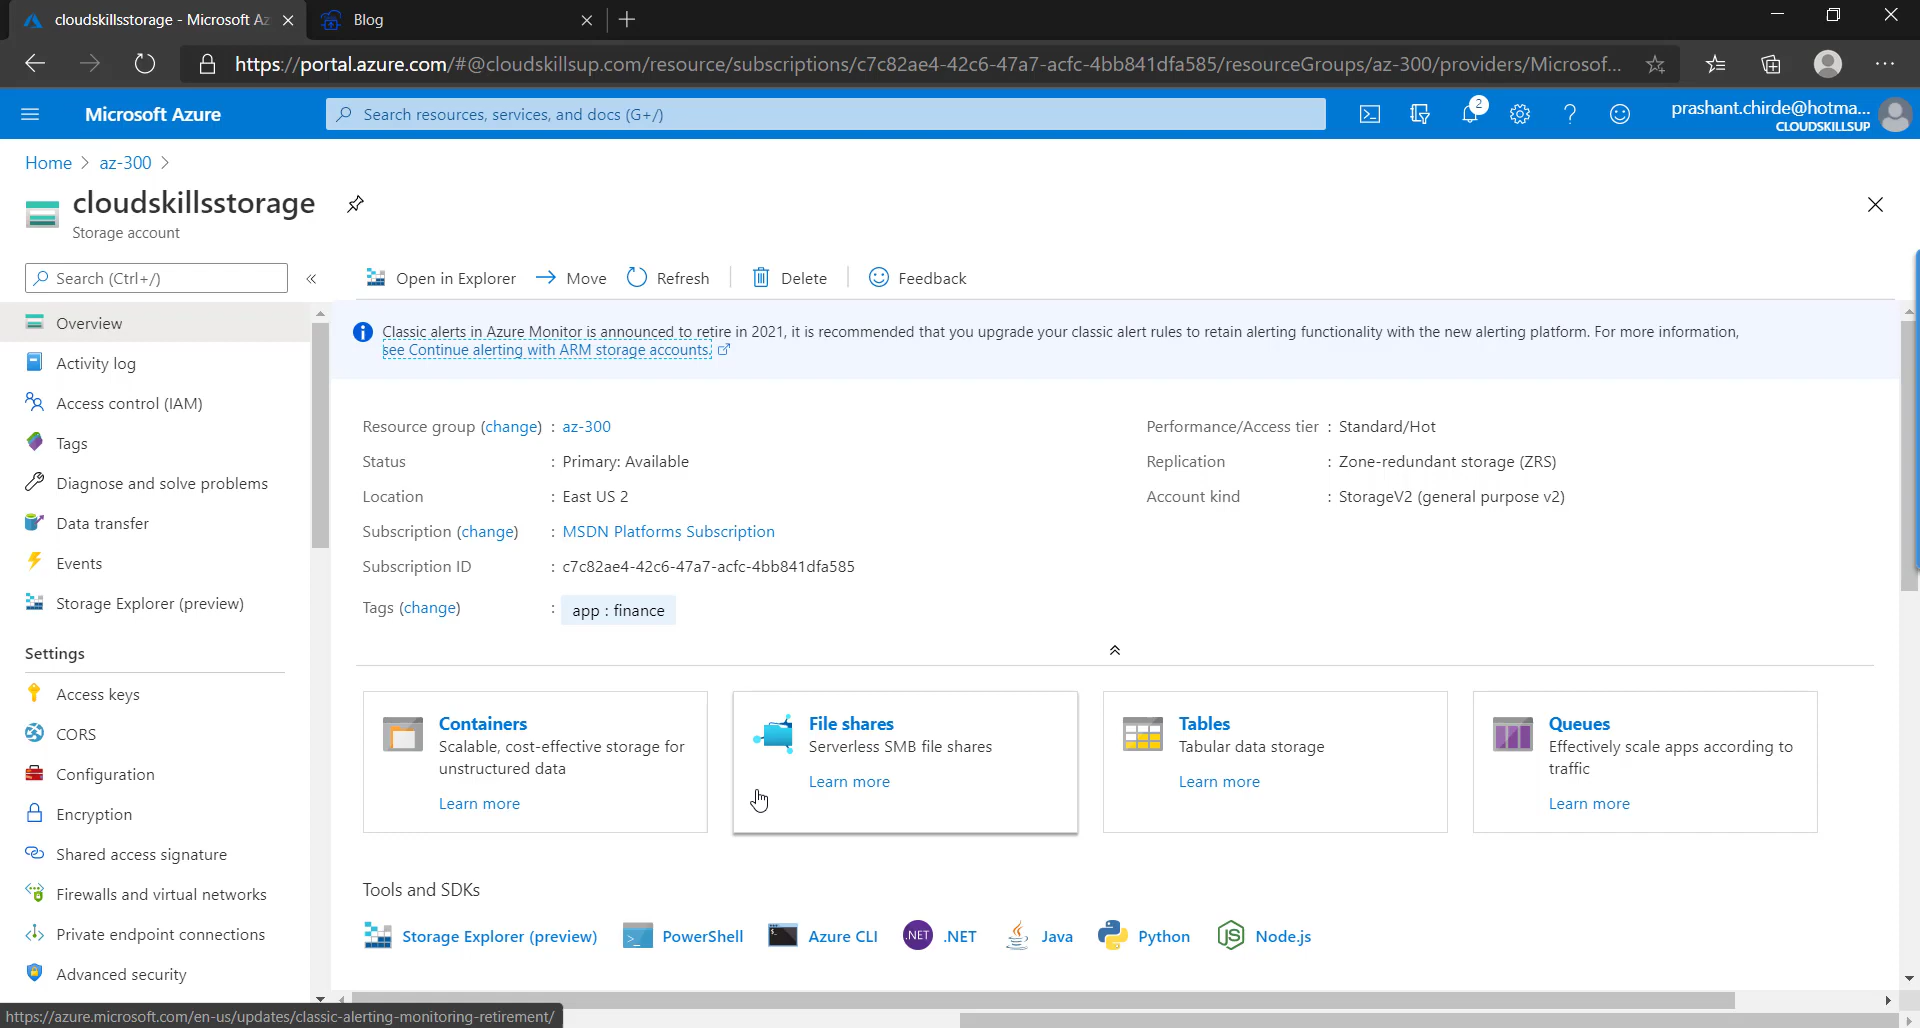 cloudskillsstorage - Microsoft Az
Blog
https://portal.azure.com/#@cloudskillsup.com/resource/subscriptions/c7c82ae4-42c6-47a7-acfc-4bb841dfa585/resourceGroups/az-300/providers/Microsof...
Microsoft Azure
Search resources, services, and docs (G+/)
2
prashant.chirde@hotma...
CLOUDSKILLSUP
Home > az-300 >
cloudskillsstorage
Storage account
Search (Ctrl+/)
«
Open in Explorer
Move
Refresh
Delete
Feedback
Overview
Activity log
Access control (IAM)
Tags
Diagnose and solve problems
Data transfer
Events
Storage Explorer (preview)
Settings
Access keys
CORS
Configuration
Encryption
Shared access signature
Firewalls and virtual networks
Private endpoint connections
Advanced security
Classic alerts in Azure Monitor is announced to retire in 2021, it is recommended that you upgrade your classic alert rules to retain alerting functionality with the new alerting platform. For more information,
see Continue alerting with ARM storage accounts.
Resource group (change) : az-300
Status : Primary: Available
Location : East US 2
Subscription (change) : MSDN Platforms Subscription
Subscription ID : c7c82ae4-42c6-47a7-acfc-4bb841dfa585
Tags (change) : app : finance
Performance/Access tier : Standard/Hot
Replication : Zone-redundant storage (ZRS)
Account kind : StorageV2 (general purpose v2)
Containers
Scalable, cost-effective storage for
unstructured data
Learn more
File shares
Serverless SMB file shares
Learn more
Tables
Tabular data storage
Learn more
Queues
Effectively scale apps according to
traffic
Learn more
Tools and SDKs
Storage Explorer (preview)
PowerShell
Azure CLI
.NET
.NET
Java
Python
JS
Node.js
https://azure.microsoft.com/en-us/updates/classic-alerting-monitoring-retirement/